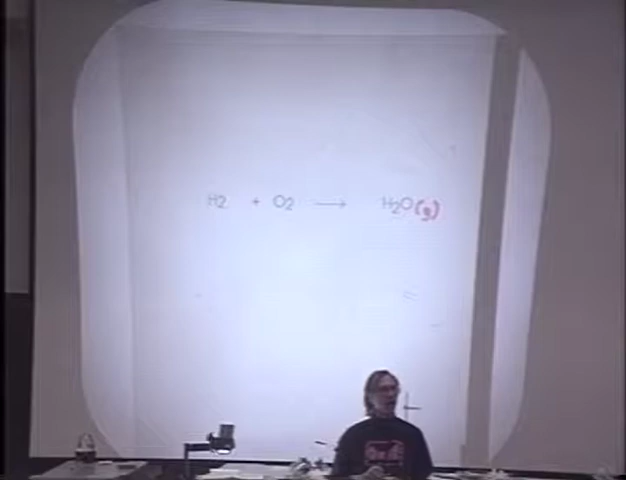 H2 + O2 → H2O(g)